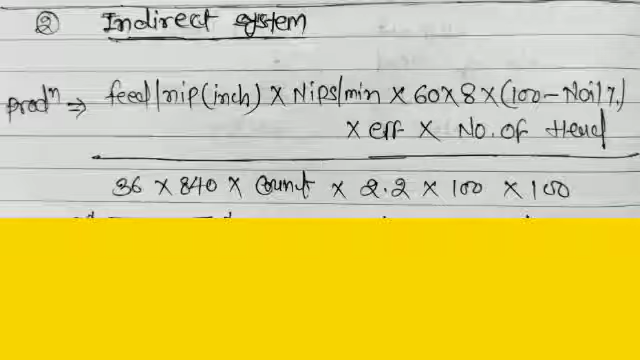 ② Indirect system
prodⁿ ⇒ feed/nip(inch) × Nips/min × 60 × 8 × (100 - Noil%)
× eff × No. of Head
36 × 840 × Count × 2.2 × 100 × 100